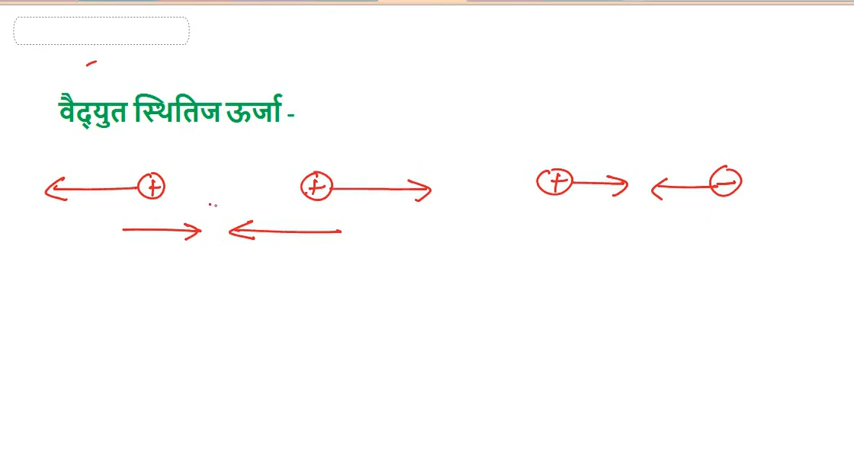 वैद्युत स्थितिज ऊर्जा -
+ + + -